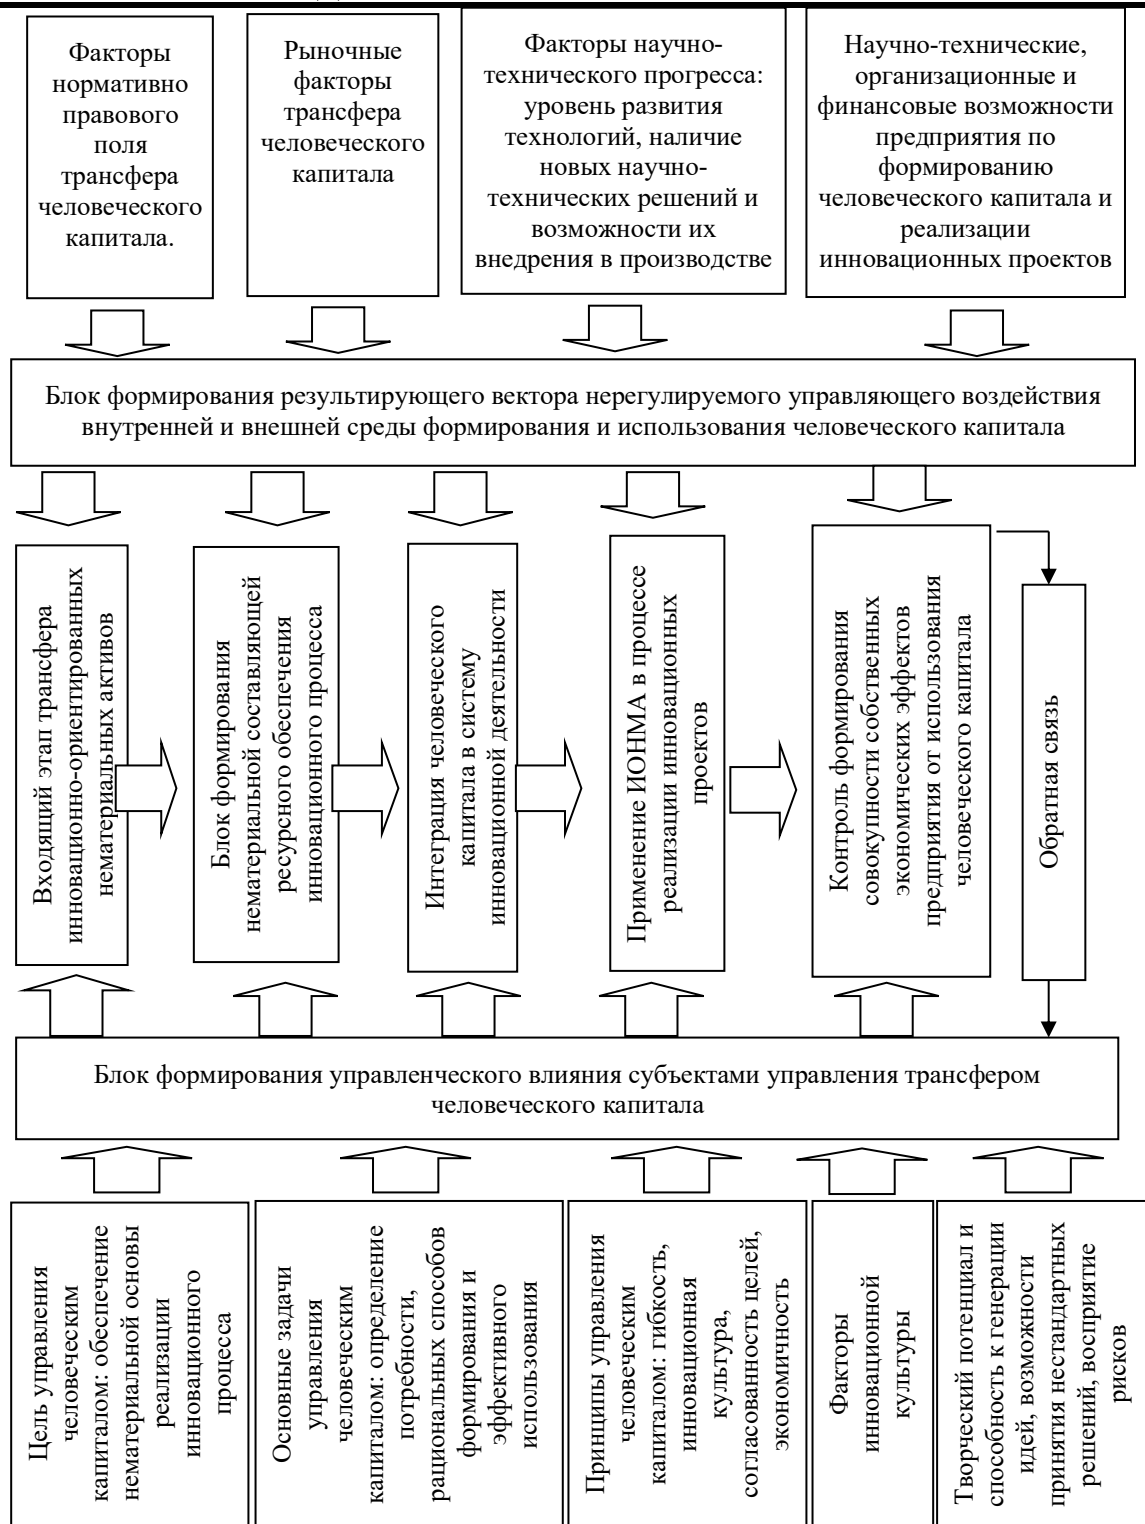 Факторы
нормативно
правового
поля
трансфера
человеческого
капитала.
Рыночные
факторы
трансфера
человеческого
капитала
Факторы научно-
технического прогресса:
уровень развития
технологий, наличие
новых научно-
технических решений и
возможности их
внедрения в производстве
Научно-технические,
организационные и
финансовые возможности
предприятия по
формированию
человеческого капитала и
реализации
инновационных проектов
Блок формирования результирующего вектора нерегулируемого управляющего воздействия
внутренней и внешней среды формирования и использования человеческого капитала
Входящий этап трансфера
инновационно-ориентированных
нематериальных активов
Блок формирования
нематериальной составляющей
ресурсного обеспечения
инновационного процесса
Интеграция человеческого
капитала в систему
инновационной деятельности
Применение ИОНМА в процессе
реализации инновационных
проектов
Контроль формирования
совокупности собственных
экономических эффектов
предприятия от использования
человеческого капитала
Обратная связь
Блок формирования управленческого влияния субъектами управления трансфером
человеческого капитала
Цель управления
человеческим
капиталом: обеспечение
нематериальной основы
реализации
инновационного
процесса
Основные задачи
управления
человеческим
капиталом: определение
потребности,
рациональных способов
формирования и
эффективного
использования
Принципы управления
человеческим
капиталом: гибкость,
инновационная
культура,
согласованность целей,
экономичность
Факторы
инновационной
культуры
Творческий потенциал и
способность к генерации
идей, возможности
принятия нестандартных
решений, восприятие
рисков